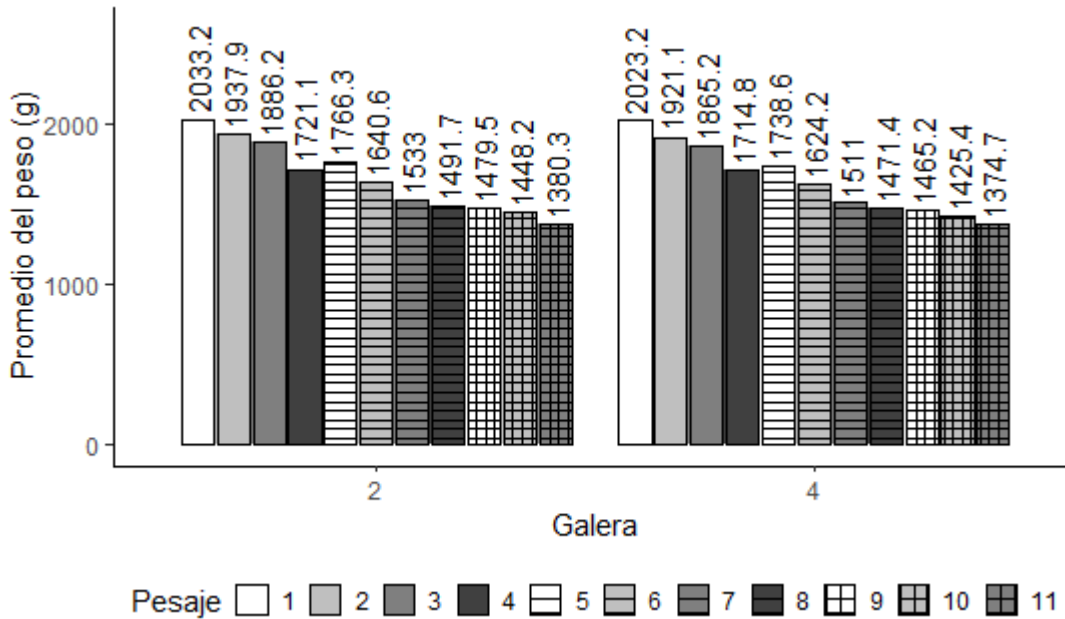 2033.2 1937.9 1886.2 1721.1 1766.3 1640.6 1533 1491.7 1479.5 1448.2 1380.3 2023.2 1921.1 1865.2 1714.8 1738.6 1624.2 1511 1471.4 1465.2 1425.4 1374.7
Promedio del peso (g)
2000
1000
0
2 4
Galera
Pesaje 1 2 3 4 5 6 7 8 9 10 11